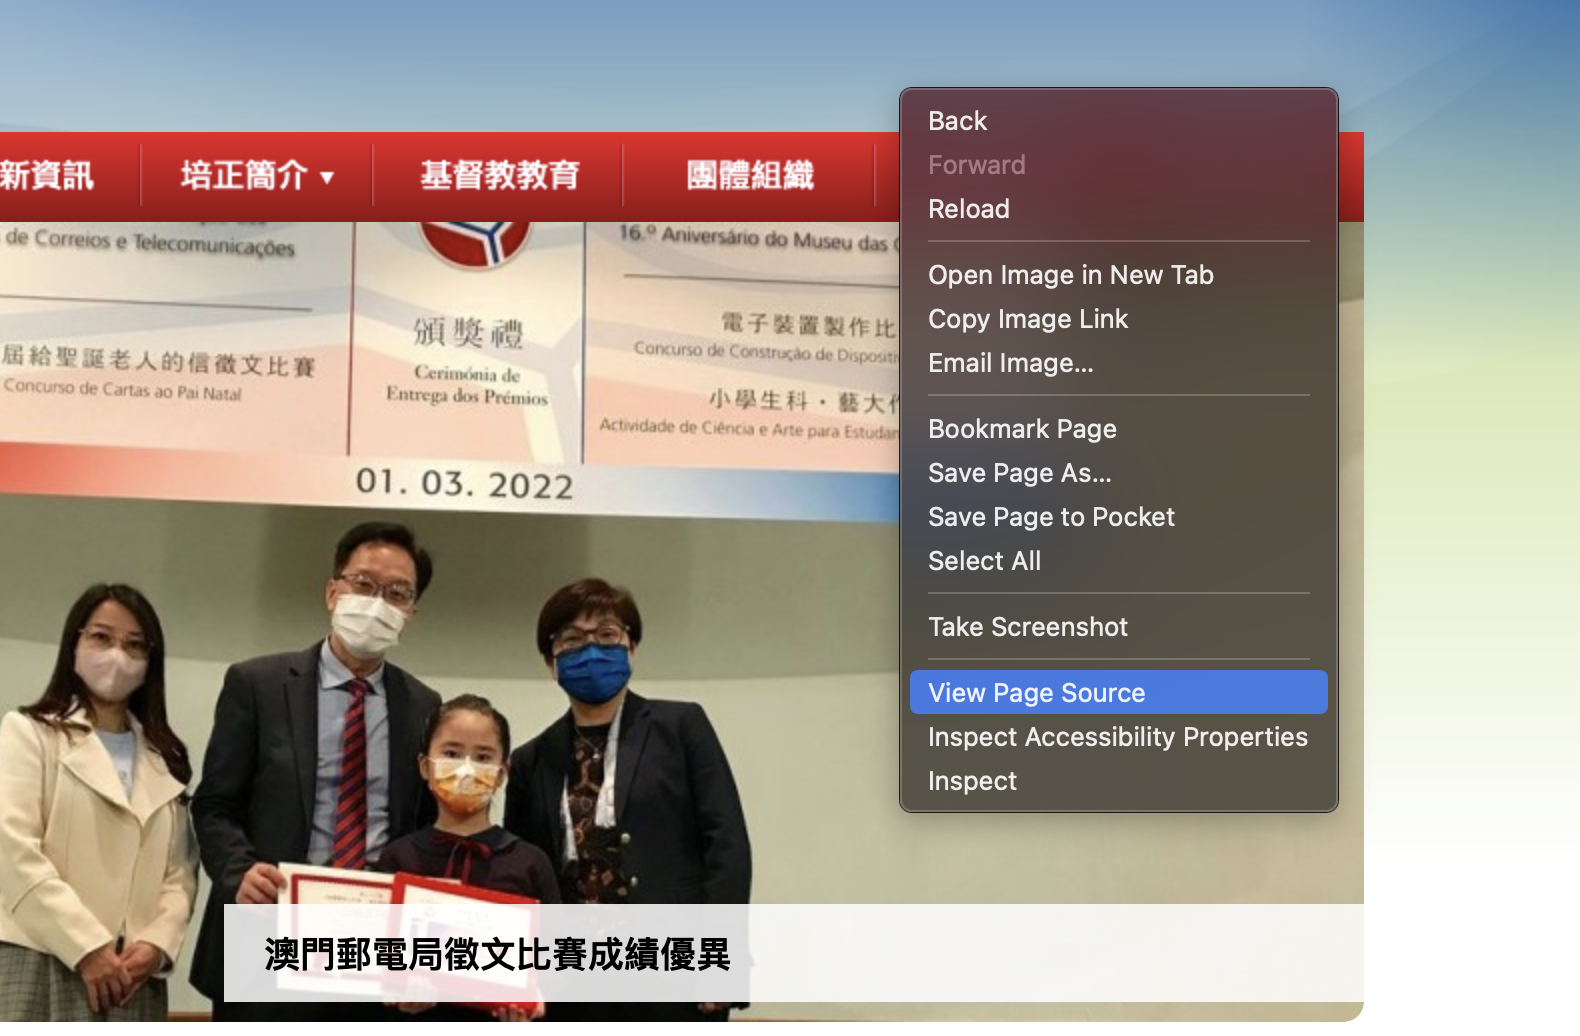 新資訊
培正簡介 ▼
基督教教育
團體組織
de Correios e Telecomunicações
届給聖誕老人的信徵文比賽
Concurso de Cartas ao Pai Natal
頒獎禮
Cerimónia de
Entrega dos Prémios
16.º Aniversário do Museu das
電子裝置製作比
Concurso de Construção de Dispositi
小學生科・藝大作
Actividade de Ciência e Arte para Estudan
01. 03. 2022
澳門郵電局徵文比賽成績優異
Back
Forward
Reload
Open Image in New Tab
Copy Image Link
Email Image...
Bookmark Page
Save Page As...
Save Page to Pocket
Select All
Take Screenshot
View Page Source
Inspect Accessibility Properties
Inspect